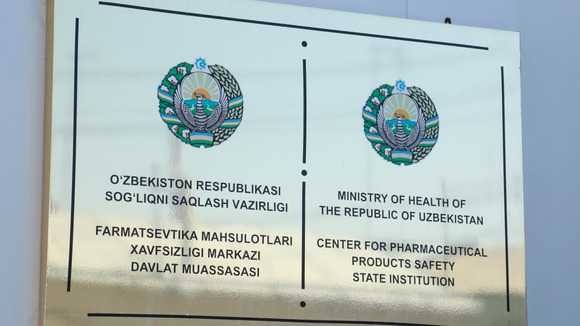 O‘ZBEKISTON RESPUBLIKASI
SOG‘LIQNI SAQLASH VAZIRLIGI
FARMATSEVTIKA MAHSULOTLARI
XAVFSIZLIGI MARKAZI
DAVLAT MUASSASASI
MINISTRY OF HEALTH OF
THE REPUBLIC OF UZBEKISTAN
CENTER FOR PHARMACEUTICAL
PRODUCTS SAFETY
STATE INSTITUTION